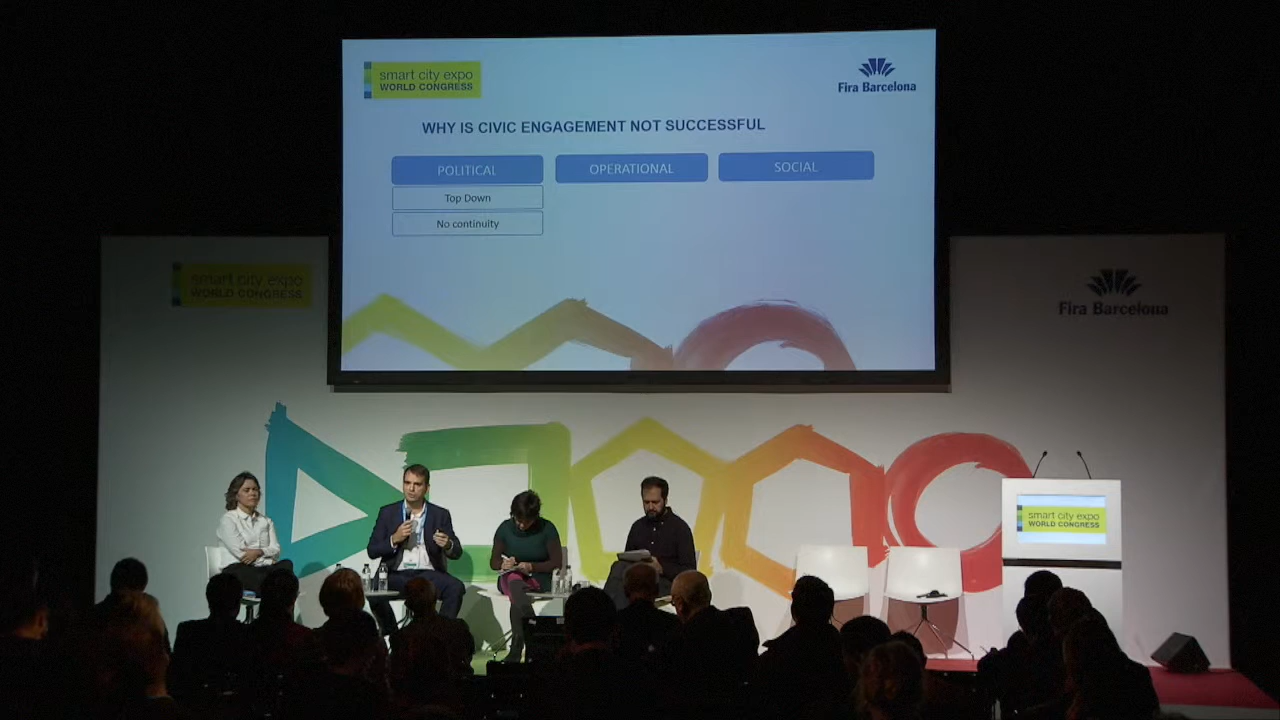 smart city expo
WORLD CONGRESS
Fira Barcelona
WHY IS CIVIC ENGAGEMENT NOT SUCCESSFUL
POLITICAL
OPERATIONAL
SOCIAL
Top Down
No continuity
smart city expo
WORLD CONGRESS
Fira Barcelona
smart city expo
WORLD CONGRESS